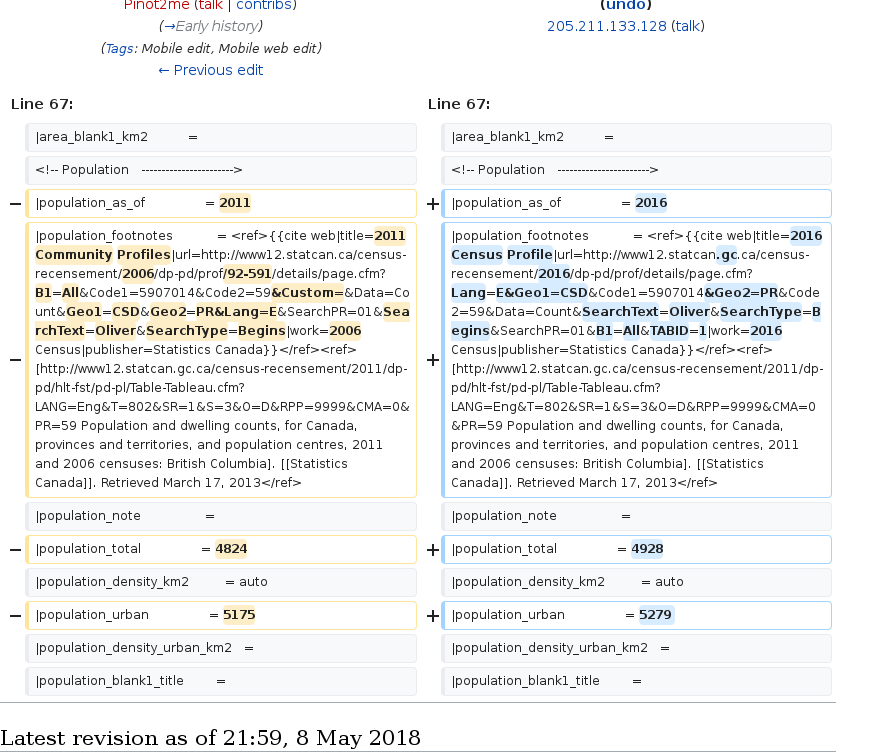 Pinot2me (talk | contribs)
(→Early history)
(Tags: Mobile edit, Mobile web edit)
← Previous edit
(undo)
205.211.133.128 (talk)
Line 67:
|area_blank1_km2 =
<!-- Population ----------------------->
− |population_as_of = 2011
− |population_footnotes = <ref>{{cite web|title=2011
Community Profiles|url=http://www12.statcan.ca/census-
recensement/2006/dp-pd/prof/92-591/details/page.cfm?
B1=All&Code1=5907014&Code2=59&Custom=&Data=Co
unt&Geo1=CSD&Geo2=PR&Lang=E&SearchPR=01&Sea
rchText=Oliver&SearchType=Begins|work=2006
Census|publisher=Statistics Canada}}</ref><ref>
[http://www12.statcan.gc.ca/census-recensement/2011/dp-
pd/hlt-fst/pd-pl/Table-Tableau.cfm?
LANG=Eng&T=802&SR=1&S=3&O=D&RPP=9999&CMA=0&
PR=59 Population and dwelling counts, for Canada,
provinces and territories, and population centres, 2011
and 2006 censuses: British Columbia]. [[Statistics
Canada]]. Retrieved March 17, 2013</ref>
|population_note =
− |population_total = 4824
|population_density_km2 = auto
− |population_urban = 5175
|population_density_urban_km2 =
|population_blank1_title =
Line 67:
|area_blank1_km2 =
<!-- Population ----------------------->
+ |population_as_of = 2016
+ |population_footnotes = <ref>{{cite web|title=2016
Census Profile|url=http://www12.statcan.gc.ca/census-
recensement/2016/dp-pd/prof/details/page.cfm?
Lang=E&Geo1=CSD&Code1=5907014&Geo2=PR&Code
2=59&Data=Count&SearchText=Oliver&SearchType=B
egins&SearchPR=01&B1=All&TABID=1|work=2016
Census|publisher=Statistics Canada}}</ref><ref>
[http://www12.statcan.gc.ca/census-recensement/2011/dp-
pd/hlt-fst/pd-pl/Table-Tableau.cfm?
LANG=Eng&T=802&SR=1&S=3&O=D&RPP=9999&CMA=0
&PR=59 Population and dwelling counts, for Canada,
provinces and territories, and population centres, 2011
and 2006 censuses: British Columbia]. [[Statistics
Canada]]. Retrieved March 17, 2013</ref>
|population_note =
+ |population_total = 4928
|population_density_km2 = auto
+ |population_urban = 5279
|population_density_urban_km2 =
|population_blank1_title =
Latest revision as of 21:59, 8 May 2018